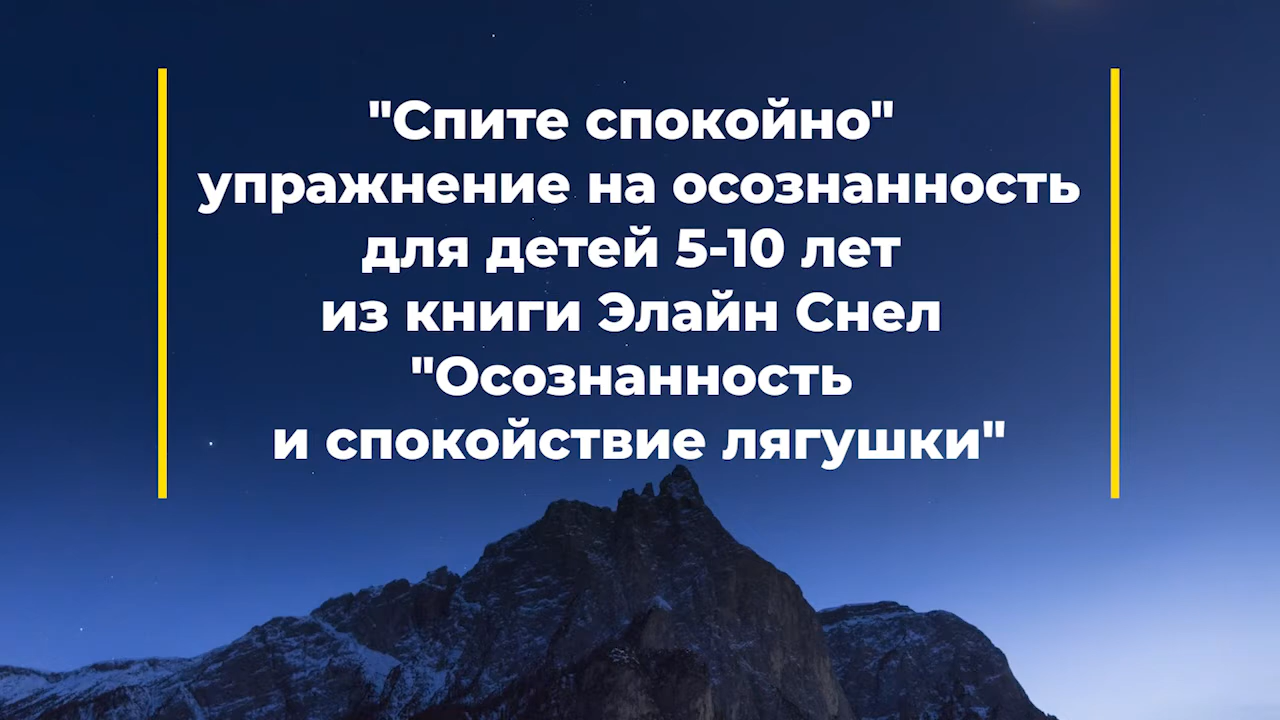 "Спите спокойно"
упражнение на осознанность
для детей 5-10 лет
из книги Элайн Снел
"Осознанность
и спокойствие лягушки"